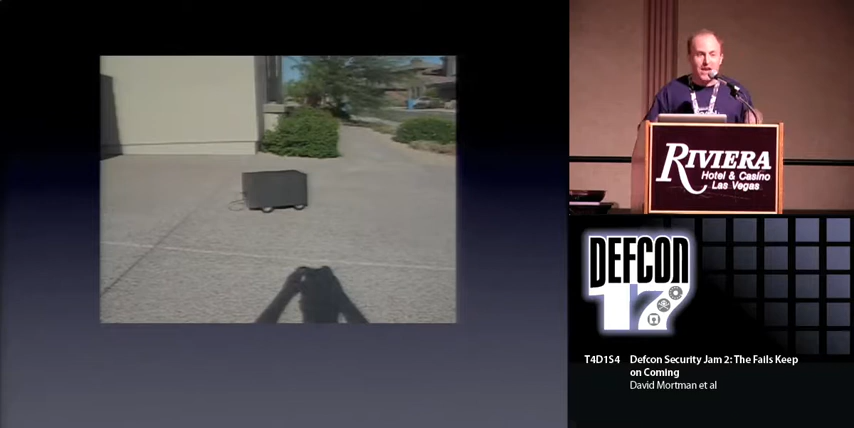 RIVIERA
Hotel & Casino
Las Vegas
DEFCON
17
T4D1S4 Defcon Security Jam 2: The Fails Keep
on Coming
David Mortman et al